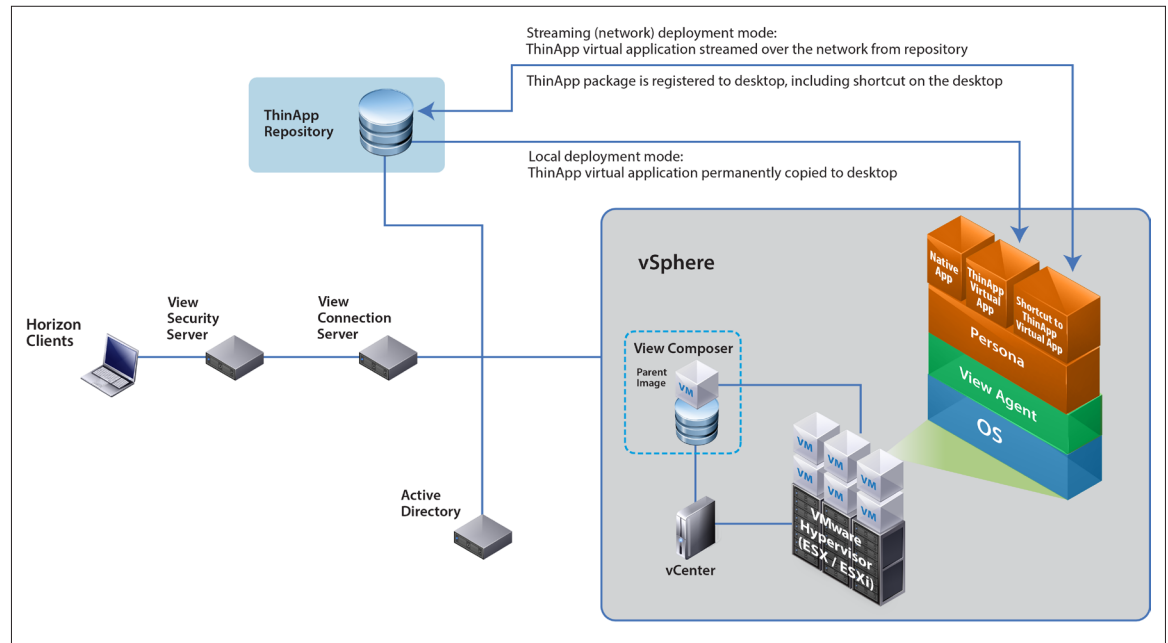 Streaming (network) deployment mode:
ThinApp virtual application streamed over the network from repository
ThinApp package is registered to desktop, including shortcut on the desktop
ThinApp
Repository
Local deployment mode:
ThinApp virtual application permanently copied to desktop
vSphere
Native
App
ThinApp
Virtual
App
Shortcut to
ThinApp
Virtual App
Persona
View Agent
OS
Horizon
Clients
View
Security
Server
View
Connection
Server
View Composer
Parent
Image
VM
VM
VM
VM
VM
VM
VM
VMware
Hypervisor
(ESX / ESXi)
vCenter
Active
Directory